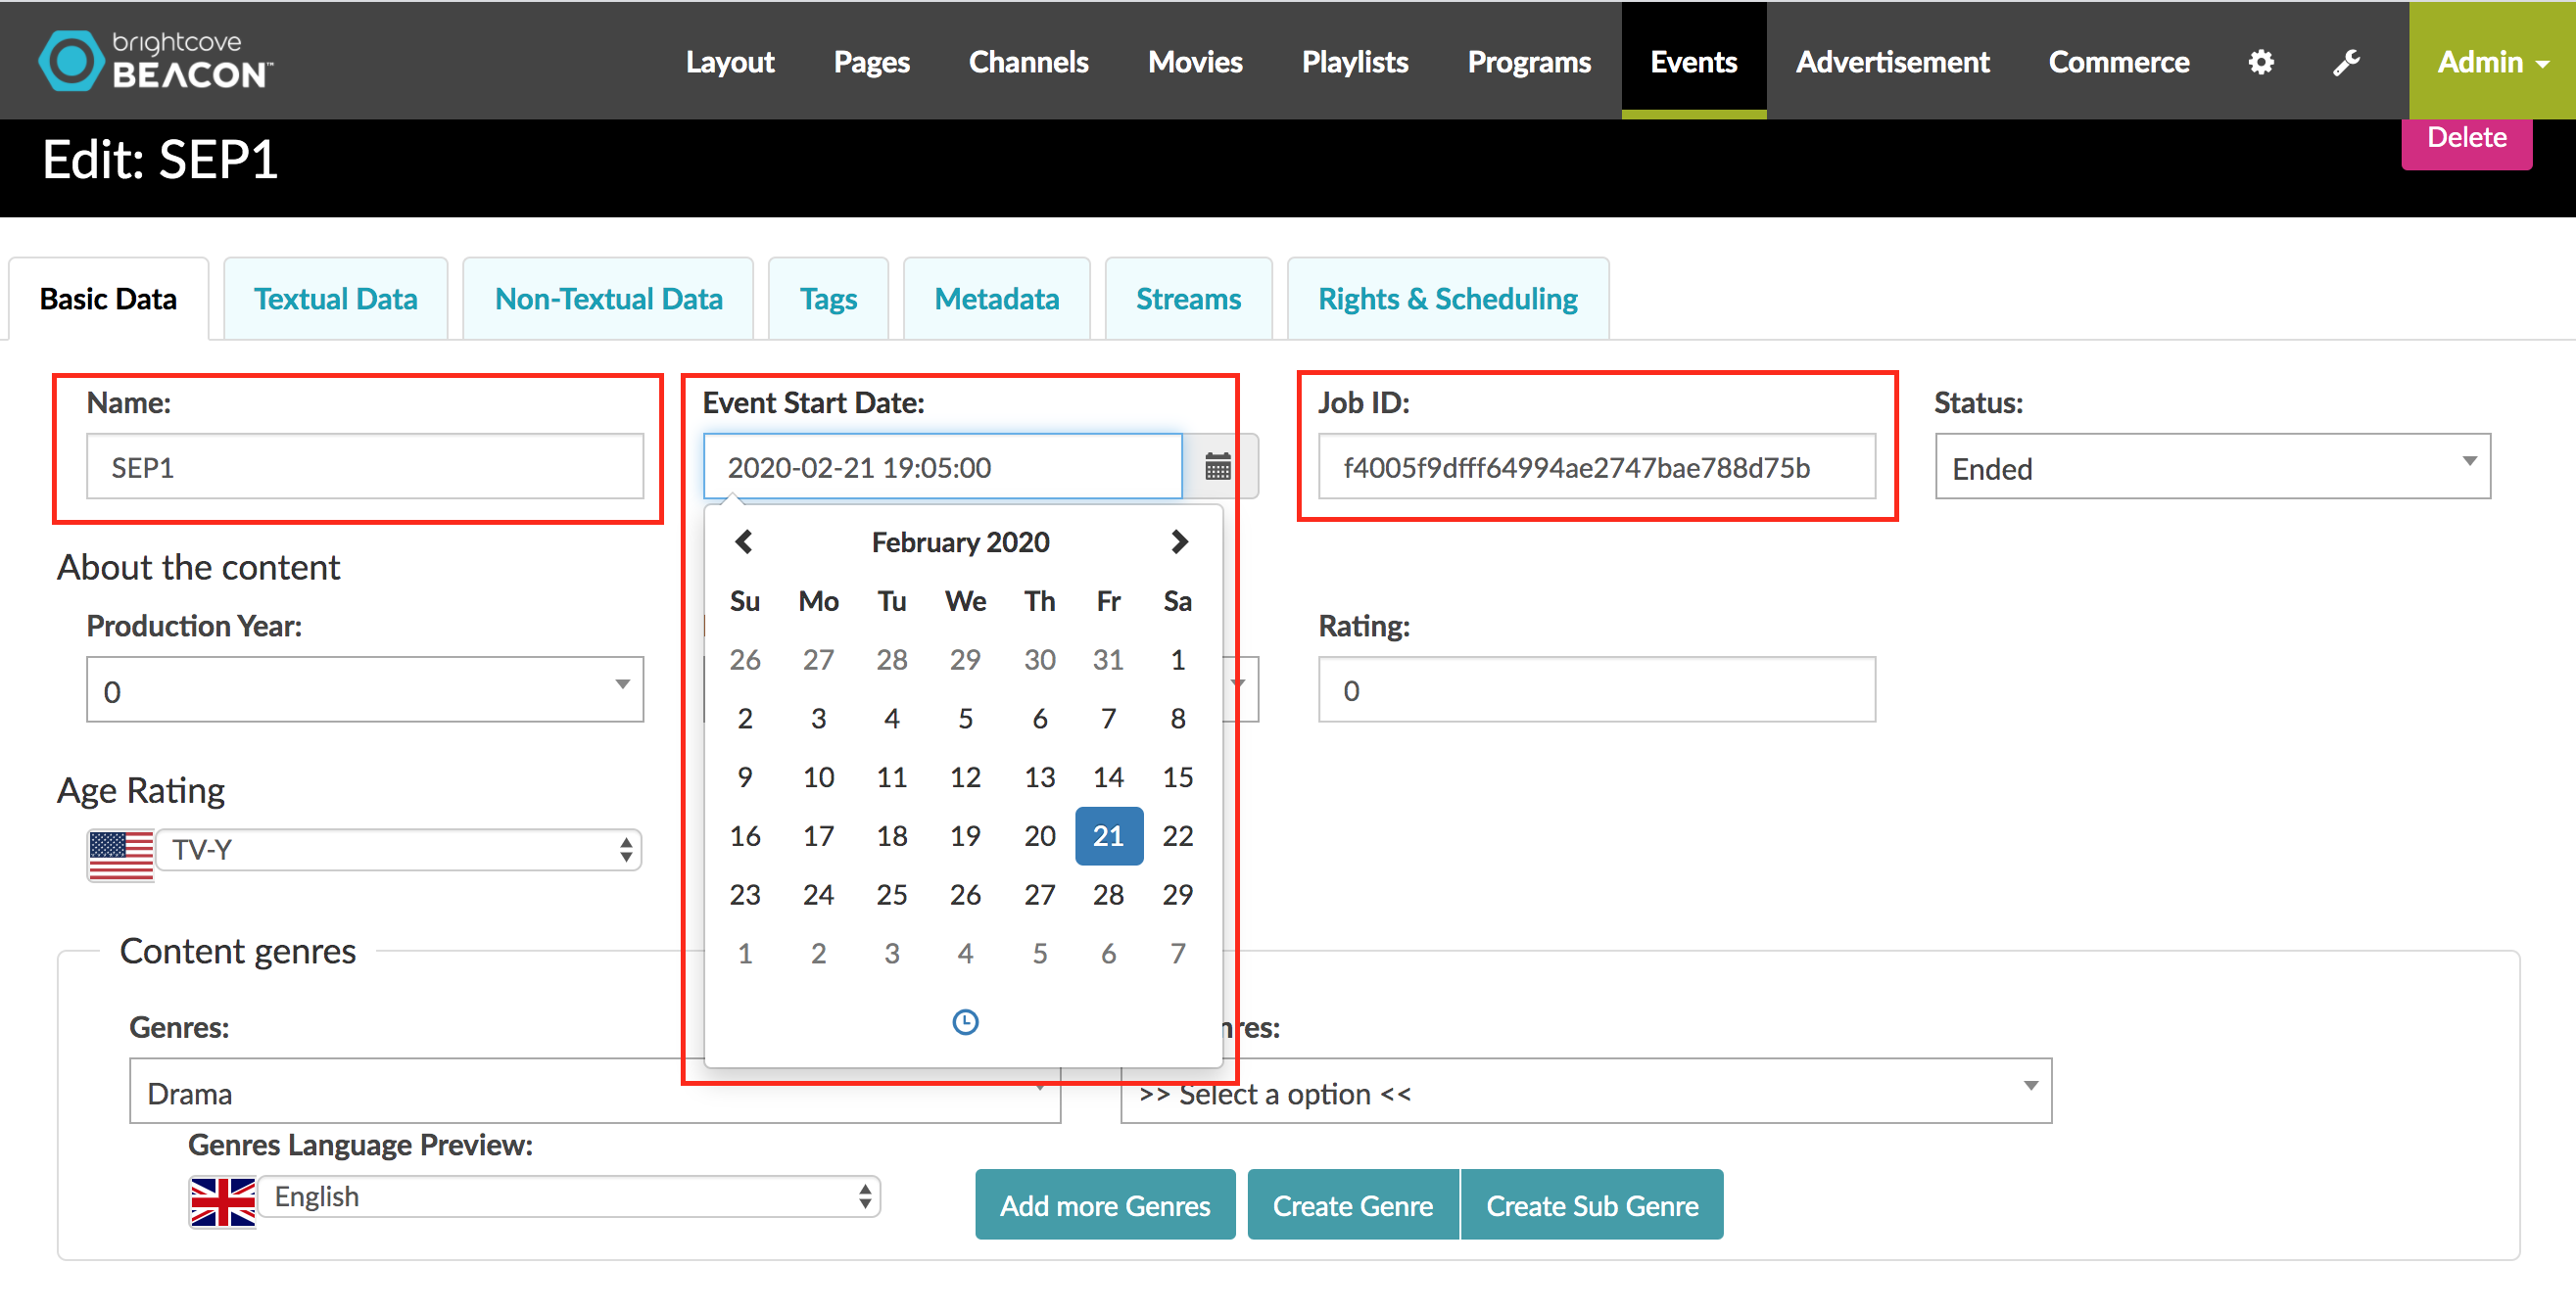 brightcove
BEACON™
Layout Pages Channels Movies Playlists Programs Events Advertisement Commerce Admin
Edit: SEP1
Delete
Basic Data Textual Data Non-Textual Data Tags Metadata Streams Rights & Scheduling
Name: Event Start Date: Job ID: Status:
SEP1 2020-02-21 19:05:00 f4005f9dfff64994ae2747bae788d75b Ended
February 2020
Su Mo Tu We Th Fr Sa
26 27 28 29 30 31 1
2 3 4 5 6 7 8
9 10 11 12 13 14 15
16 17 18 19 20 21 22
23 24 25 26 27 28 29
1 2 3 4 5 6 7
About the content
Production Year: Rating:
0 0
Age Rating
TV-Y
Content genres
Genres: nres:
Drama >> Select a option <<
Genres Language Preview:
English
Add more Genres Create Genre Create Sub Genre